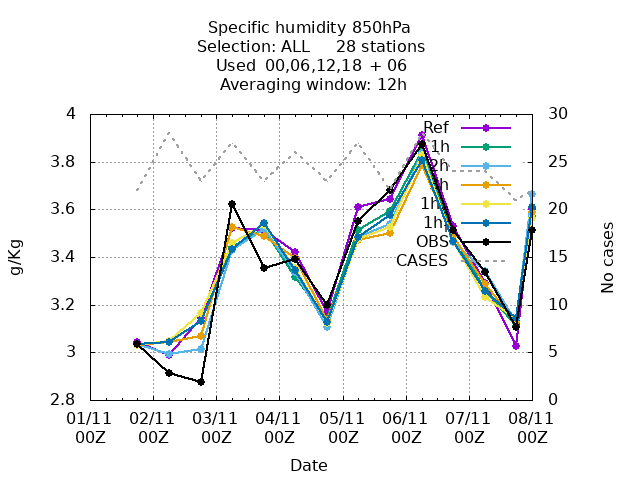 Specific humidity 850hPa
Selection: ALL 28 stations
Used 00,06,12,18 + 06
Averaging window: 12h
4
3.8
3.6
3.4
3.2
3
2.8
g/Kg
30
25
20
15
10
5
0
No cases
Ref
1h
2h
h
1h
1h
OBS
CASES
01/11 02/11 03/11 04/11 05/11 06/11 07/11 08/11
00Z 00Z 00Z 00Z 00Z 00Z 00Z 00Z
Date